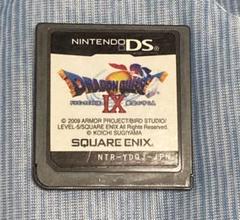 NINTENDO DS
DRAGON QUEST
IX
© 2009 ARMOR PROJECT/BIRD STUDIO/
LEVEL-5/SQUARE ENIX All Rights Reserved.
© KOICHI SUGIYAMA
SQUARE ENIX
NTR-YDQJ-JPN